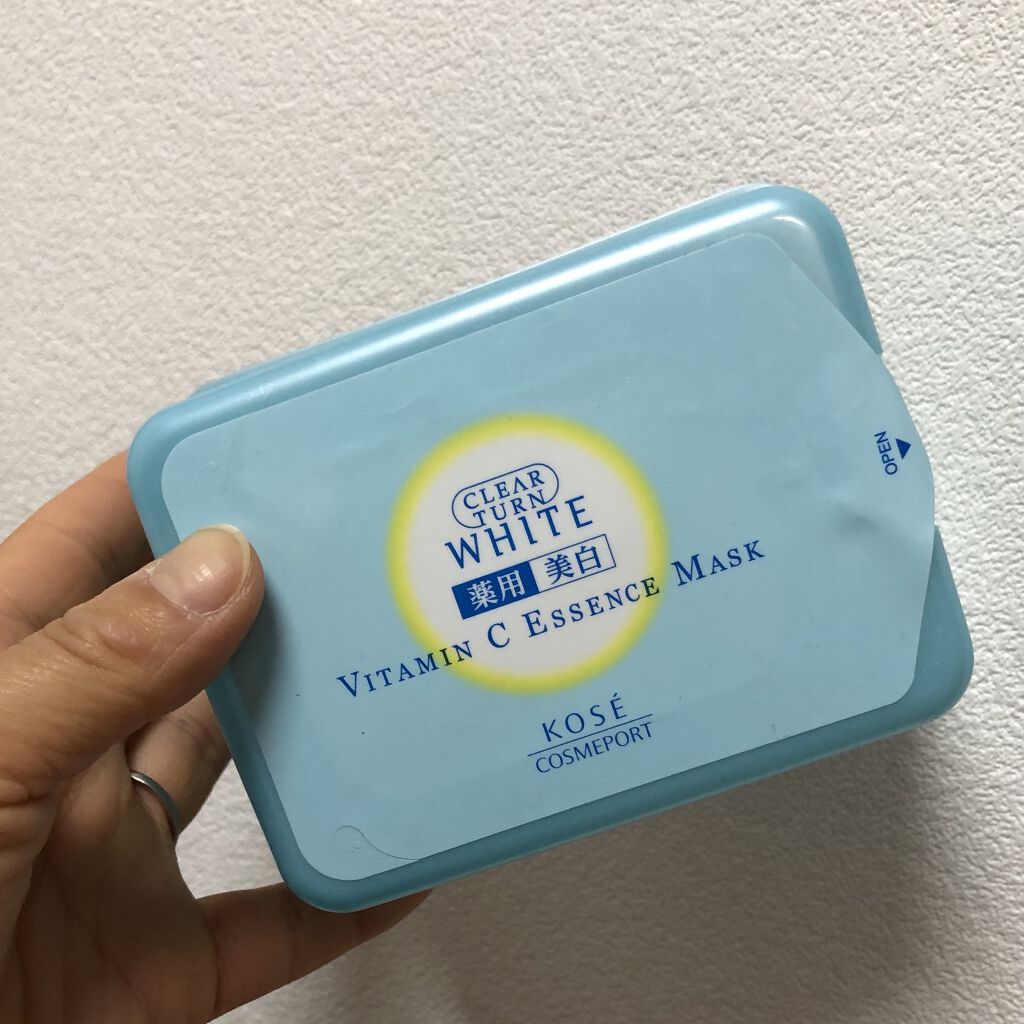 CLEAR
TURN
WHITE
薬用 美白
VITAMIN C ESSENCE MASK
KOSÉ
COSMEPORT
OPEN